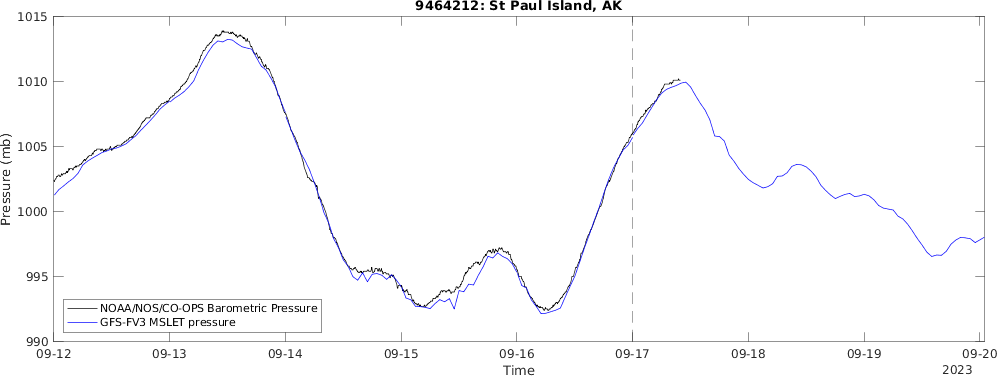 9464212: St Paul Island, AK
1015
1010
1005
1000
995
990
Pressure (mb)
NOAA/NOS/CO-OPS Barometric Pressure
GFS-FV3 MSLET pressure
09-12 09-13 09-14 09-15 09-16 09-17 09-18 09-19 09-20
Time
2023